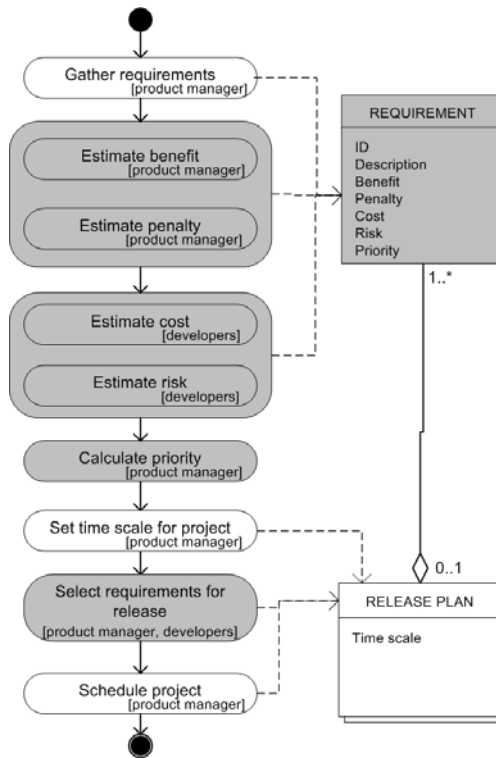 Gather requirements
[product manager]
Estimate benefit
[product manager]
Estimate penalty
[product manager]
Estimate cost
[developers]
Estimate risk
[developers]
Calculate priority
[product manager]
Set time scale for project
[product manager]
Select requirements for
release
[product manager, developers]
Schedule project
[product manager]
REQUIREMENT
ID
Description
Benefit
Penalty
Cost
Risk
Priority
1..*
0..1
RELEASE PLAN
Time scale